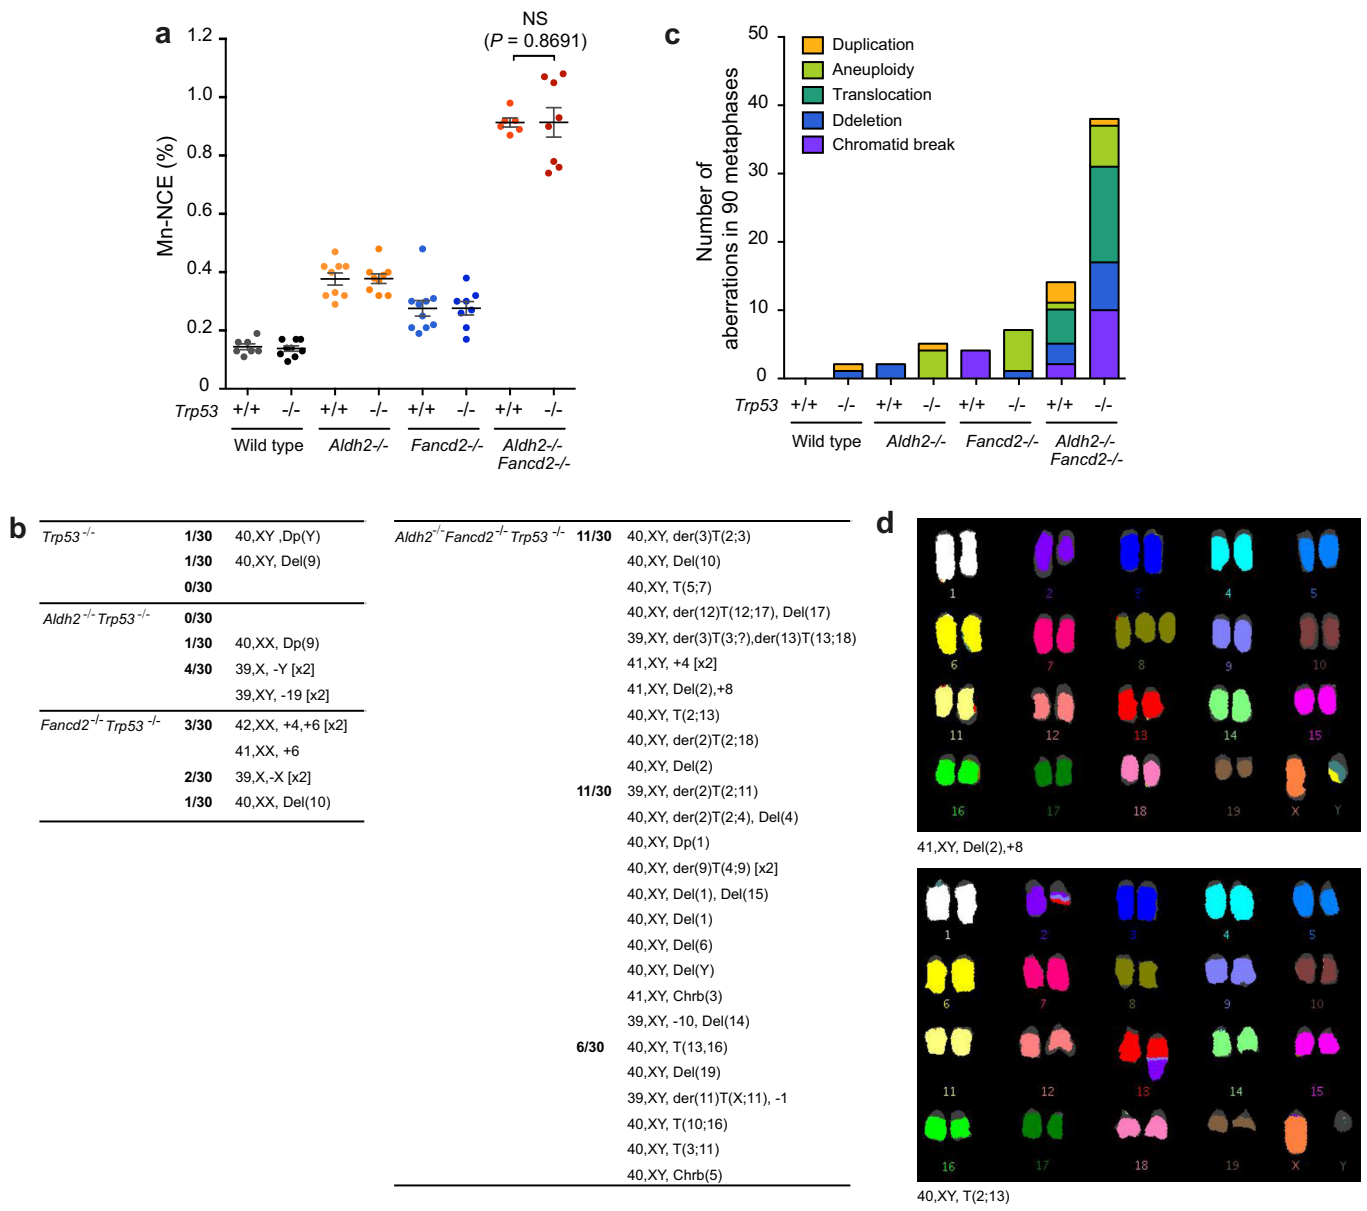 a
NS
(P = 0.8691)
Mn-NCE (%)
1.2
1.0
0.8
0.6
0.4
0.2
0
Trp53 +/+ -/- +/+ -/- +/+ -/- +/+ -/-
Wild type Aldh2-/- Fancd2-/- Aldh2-/-
Fancd2-/-
c
Number of
aberrations in 90 metaphases
50
40
30
20
10
0
Duplication
Aneuploidy
Translocation
Ddeletion
Chromatid break
Trp53 +/+ -/- +/+ -/- +/+ -/- +/+ -/-
Wild type Aldh2-/- Fancd2-/- Aldh2-/-
Fancd2-/-
b
Trp53 -/- 1/30 40,XY ,Dp(Y)
1/30 40,XY, Del(9)
0/30
Aldh2 -/- Trp53 -/- 0/30
1/30 40,XX, Dp(9)
4/30 39,X, -Y [x2]
39,XY, -19 [x2]
Fancd2 -/- Trp53 -/- 3/30 42,XX, +4,+6 [x2]
41,XX, +6
2/30 39,X,-X [x2]
1/30 40,XX, Del(10)
Aldh2 -/- Fancd2 -/- Trp53 -/- 11/30 40,XY, der(3)T(2;3)
40,XY, Del(10)
40,XY, T(5;7)
40,XY, der(12)T(12;17), Del(17)
39,XY, der(3)T(3;?),der(13)T(13;18)
41,XY, +4 [x2]
41,XY, Del(2),+8
40,XY, T(2;13)
40,XY, der(2)T(2;18)
40,XY, Del(2)
11/30 39,XY, der(2)T(2;11)
40,XY, der(2)T(2;4), Del(4)
40,XY, Dp(1)
40,XY, der(9)T(4;9) [x2]
40,XY, Del(1), Del(15)
40,XY, Del(1)
40,XY, Del(6)
40,XY, Del(Y)
41,XY, Chrb(3)
39,XY, -10, Del(14)
6/30 40,XY, T(13,16)
40,XY, Del(19)
39,XY, der(11)T(X;11), -1
40,XY, T(10;16)
40,XY, T(3;11)
40,XY, Chrb(5)
d
1 2 3 4 5
6 7 8 9 10
11 12 13 14 15
16 17 18 19 X Y
41,XY, Del(2),+8
1 2 3 4 5
6 7 8 9 10
11 12 13 14 15
16 17 18 19 X Y
40,XY, T(2;13)